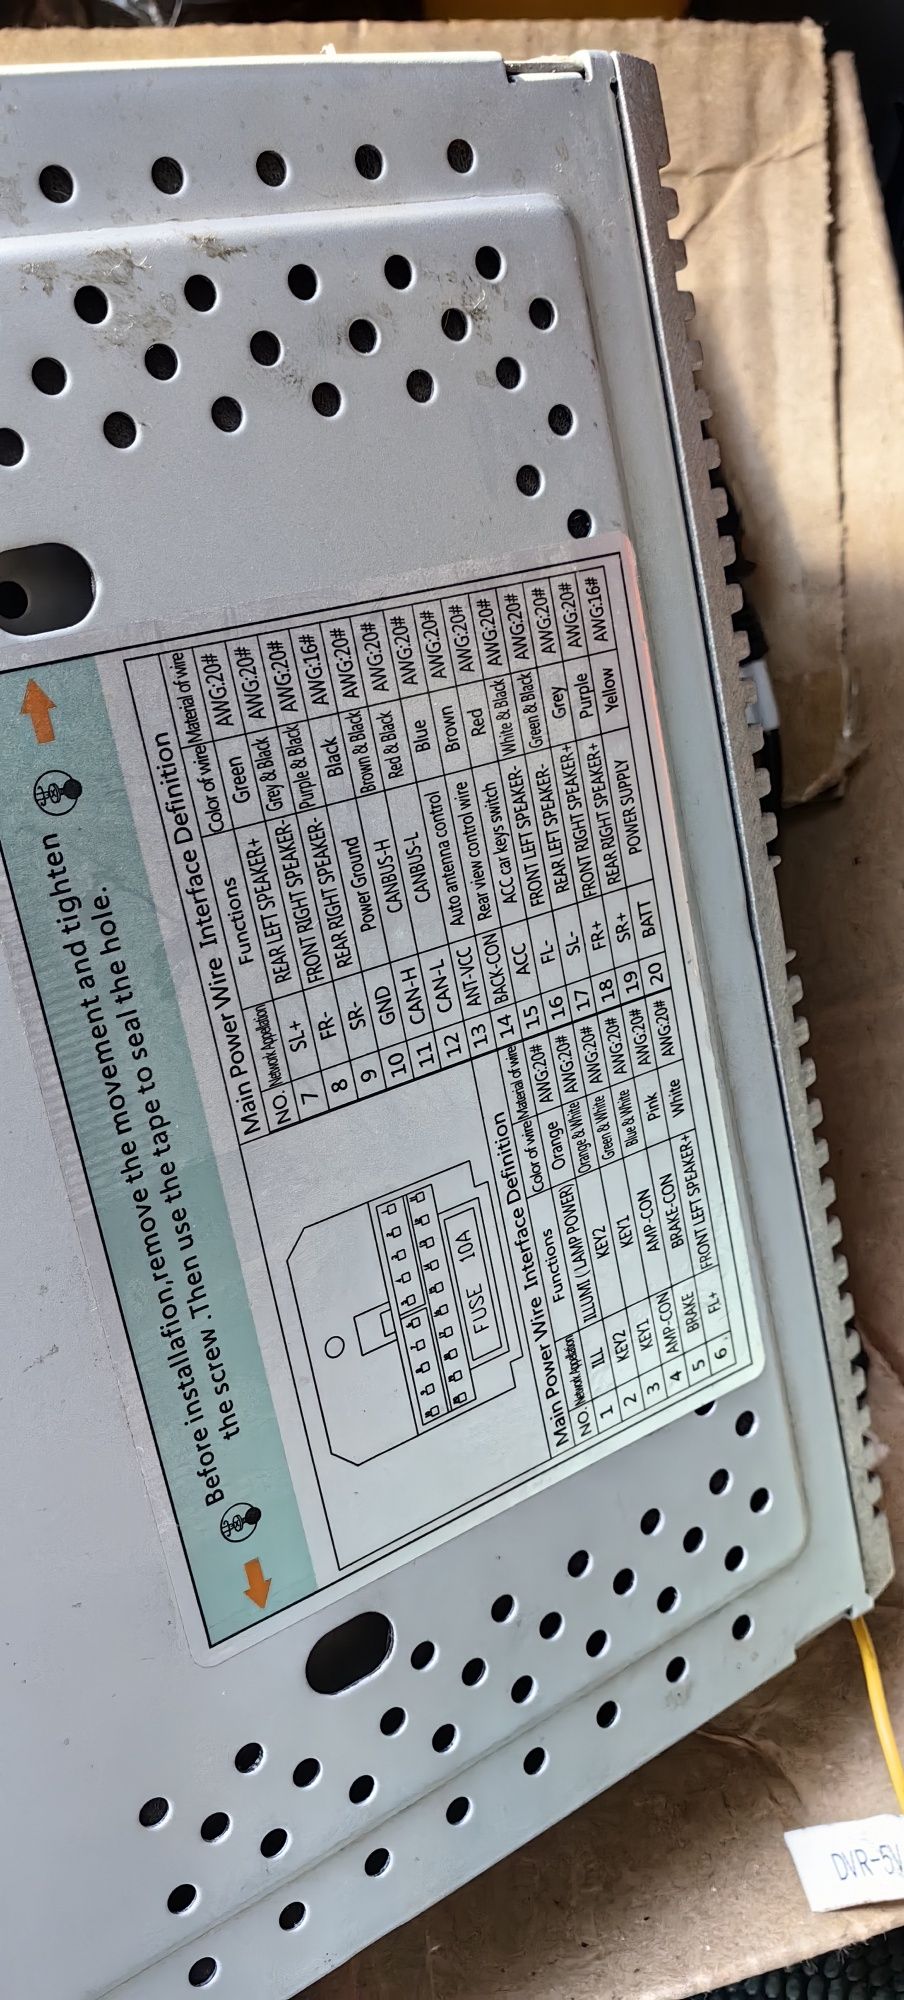 Before installafion,remove the movement and tighten
the screw .Then use the tape to seal the hole.
FUSE 10A
Main Power Wire Interface Definition
NO. Network Appellation Functions Color of wire Material of wire
1 ILL ILLUMI ( LAMP POWER) Orange AWG:20#
2 KEY2 KEY2 Orange & White AWG:20#
3 KEY1 KEY1 Green & White AWG:20#
4 AMP-CON AMP-CON Blue & White AWG:20#
5 BRAKE BRAKE-CON Pink AWG:20#
6 FL+ FRONT LEFT SPEAKER+ White AWG:20#
Main Power Wire Interface Definition
NO. Network Appellation Functions Color of wire Material of wire
7 SL+ REAR LEFT SPEAKER+ Green AWG:20#
8 FR- FRONT RIGHT SPEAKER- Grey & Black AWG:20#
9 SR- REAR RIGHT SPEAKER- Purple & Black AWG:20#
10 GND Power Ground Black AWG:16#
11 CAN-H CANBUS-H Brown & Black AWG:20#
12 CAN-L CANBUS-L Red & Black AWG:20#
13 ANT-VCC Auto antenna control Blue AWG:20#
14 BACK-CON Rear view control wire Brown AWG:20#
15 ACC ACC car keys switch Red AWG:20#
16 FL- FRONT LEFT SPEAKER- White & Black AWG:20#
17 SL- REAR LEFT SPEAKER- Green & Black AWG:20#
18 FR+ FRONT RIGHT SPEAKER+ Grey AWG:20#
19 SR+ REAR RIGHT SPEAKER+ Purple AWG:20#
20 BATT POWER SUPPLY Yellow AWG:16#
DVR-5V